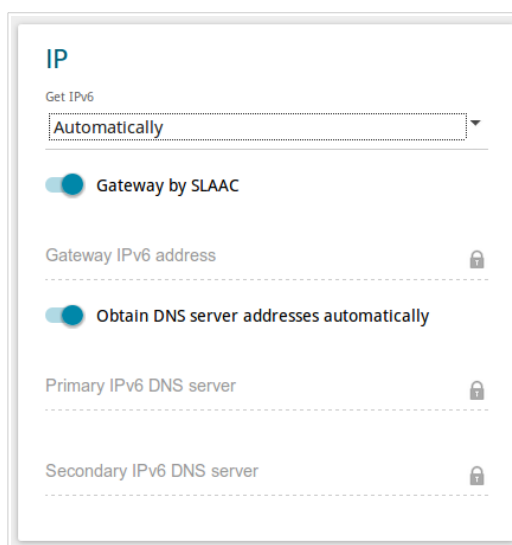 IP
Get IPv6
Automatically
Gateway by SLAAC
Gateway IPv6 address
Obtain DNS server addresses automatically
Primary IPv6 DNS server
Secondary IPv6 DNS server